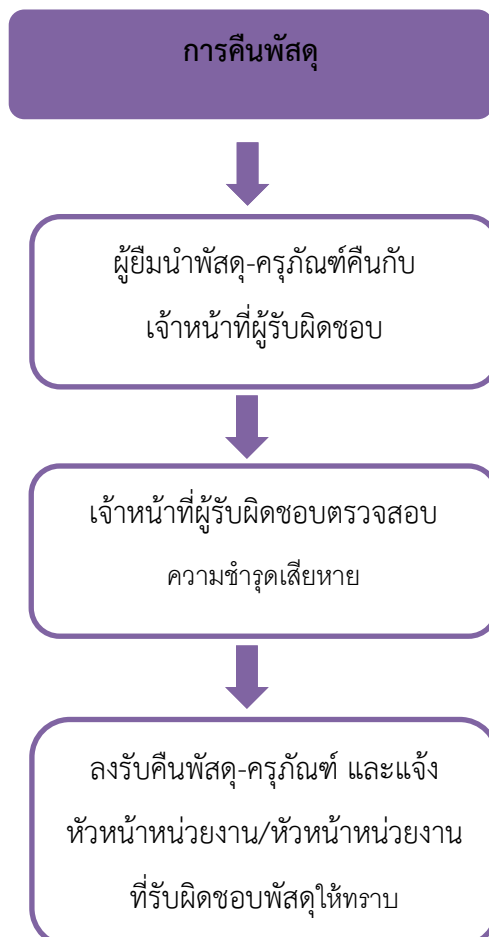 การคืนพัสดุ
ผู้ยืมนำพัสดุ-ครุภัณฑ์คืนกับ
เจ้าหน้าที่ผู้รับผิดชอบ
เจ้าหน้าที่ผู้รับผิดชอบตรวจสอบ
ความชำรุดเสียหาย
ลงรับคืนพัสดุ-ครุภัณฑ์ และแจ้ง
หัวหน้าหน่วยงาน/หัวหน้าหน่วยงาน
ที่รับผิดชอบพัสดุให้ทราบ